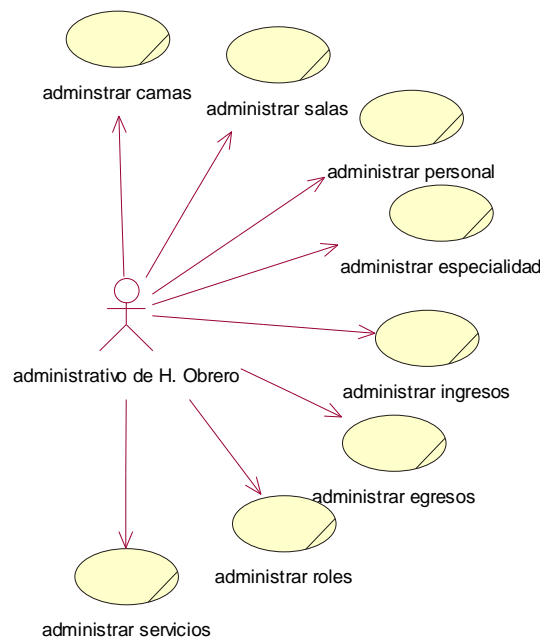 adminstrar camas
administrar salas
administrar personal
administrar especialidad
administrativo de H. Obrero
administrar ingresos
administrar egresos
administrar roles
administrar servicios